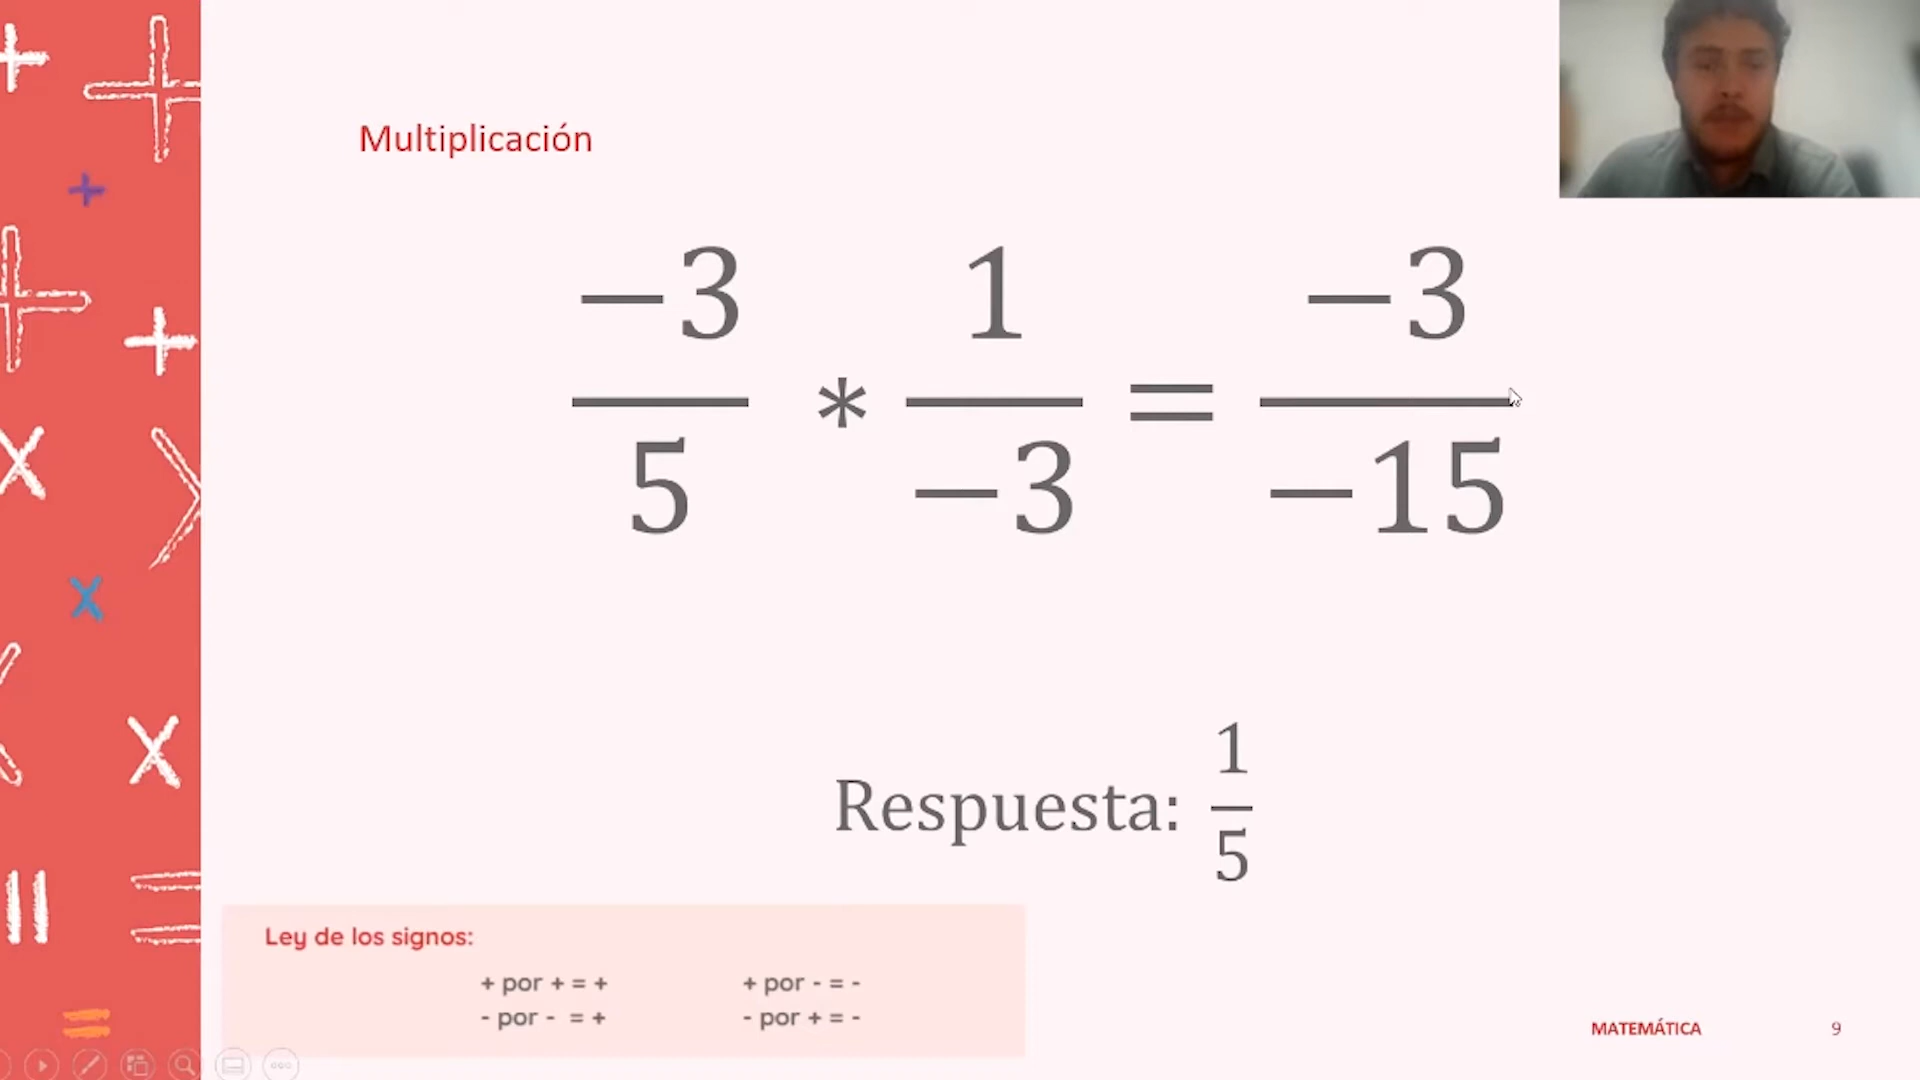 Multiplicación
−3/5 * 1/−3 = −3/−15
Respuesta: 1/5
Ley de los signos:
+ por + = + + por - = -
- por - = + - por + = -
MATEMÁTICA 9